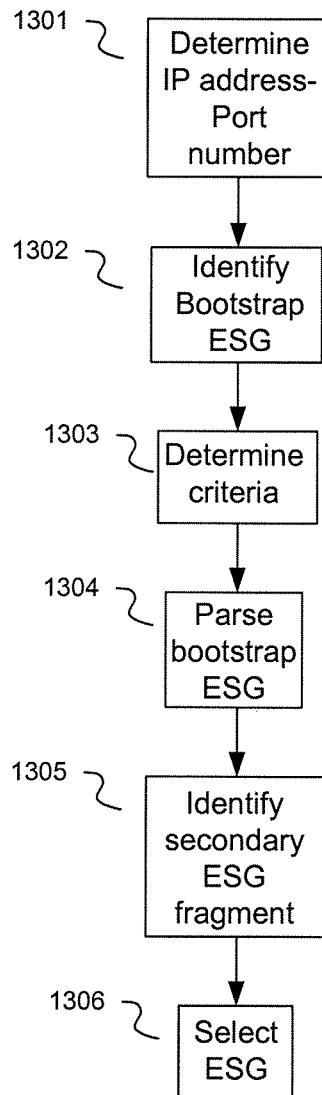 1301
Determine
IP address-
Port
number
1302
Identify
Bootstrap
ESG
1303
Determine
criteria
1304
Parse
bootstrap
ESG
1305
Identify
secondary
ESG
fragment
1306
Select
ESG